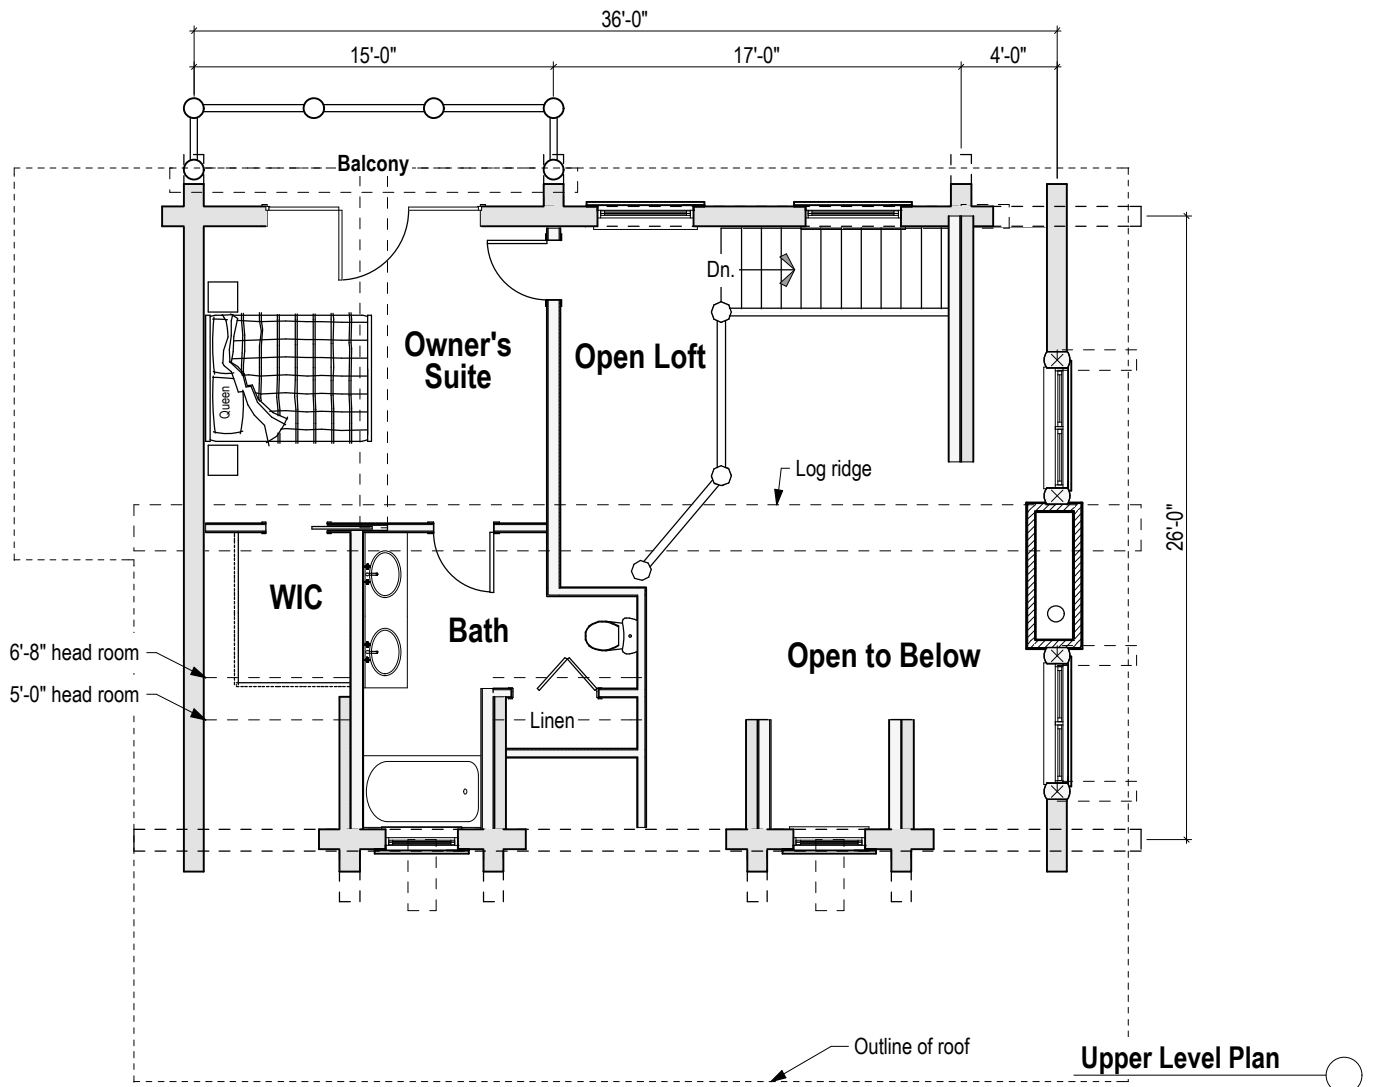 36'-0"
15'-0"
17'-0"
4'-0"
Balcony
Dn.
Owner's
Suite
Open Loft
Queen
Log ridge
26'-0"
WIC
Bath
Open to Below
6'-8" head room
5'-0" head room
Linen
Outline of roof
Upper Level Plan